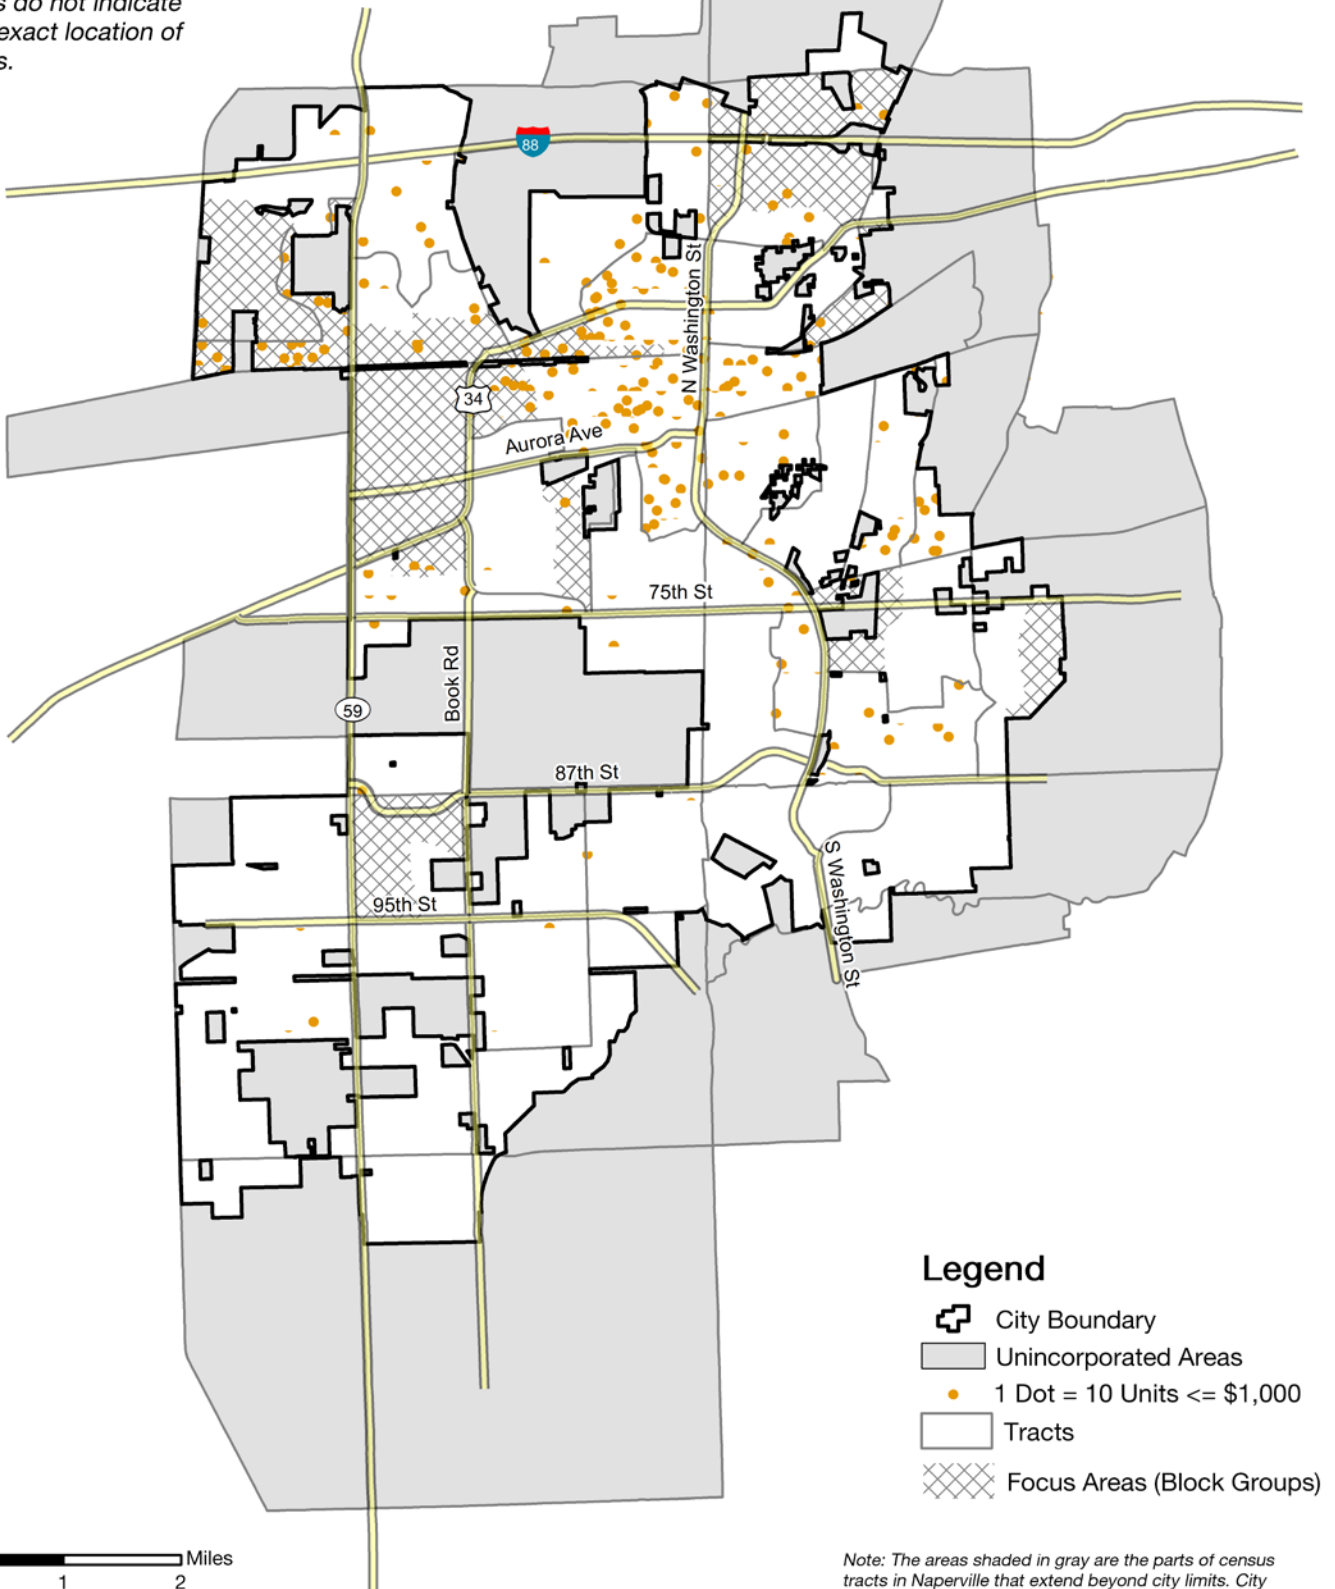 s do not indicate
exact location of
s.
88
N Washington St
34
Aurora Ave
75th St
Book Rd
59
87th St
95th St
S Washington St
Legend
City Boundary
Unincorporated Areas
1 Dot = 10 Units <= $1,000
Tracts
Focus Areas (Block Groups)
Miles
1 2
Note: The areas shaded in gray are the parts of census
tracts in Naperville that extend beyond city limits. City